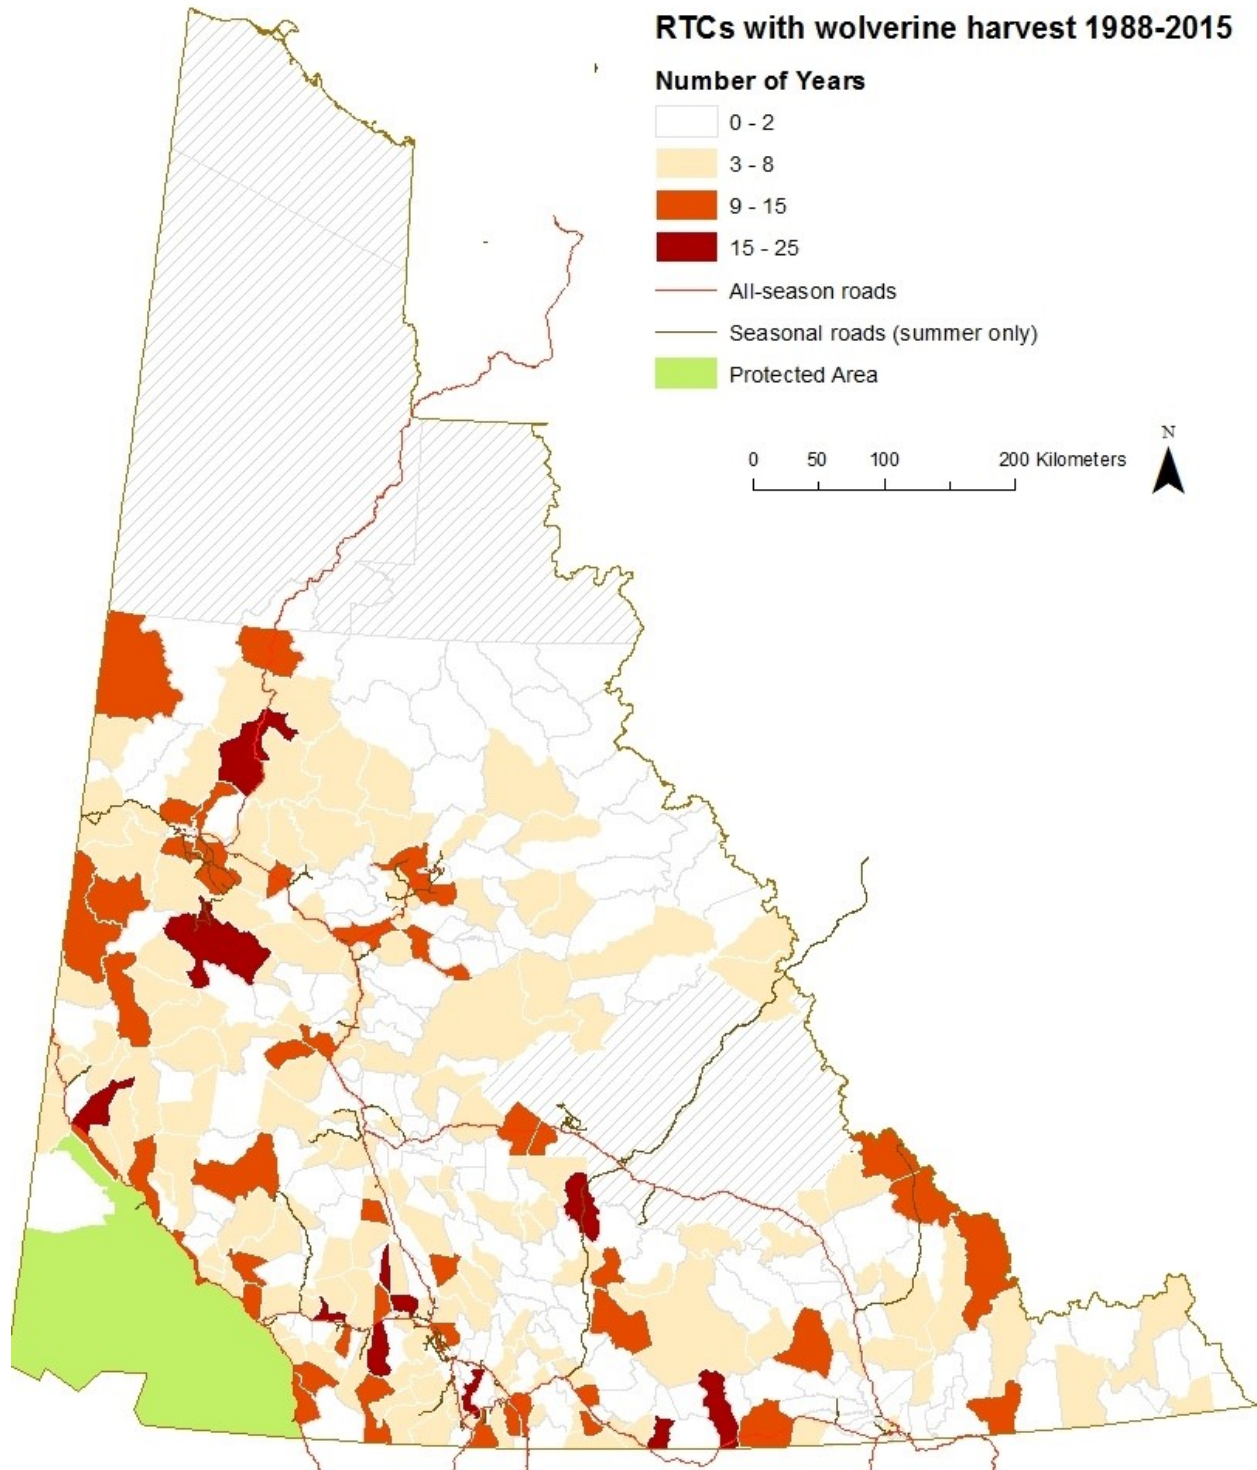 RTCs with wolverine harvest 1988-2015
Number of Years
0 - 2
3 - 8
9 - 15
15 - 25
All-season roads
Seasonal roads (summer only)
Protected Area
N
0 50 100 200 Kilometers